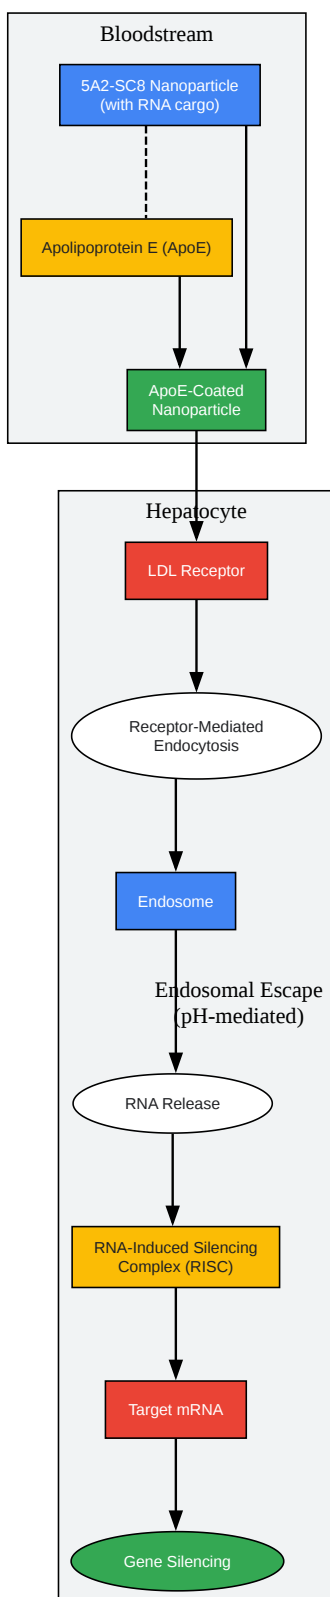 Bloodstream
5A2-SC8 Nanoparticle
(with RNA cargo)
Apolipoprotein E (ApoE)
ApoE-Coated
Nanoparticle
Hepatocyte
LDL Receptor
Receptor-Mediated
Endocytosis
Endosome
Endosomal Escape
(pH-mediated)
RNA Release
RNA-Induced Silencing
Complex (RISC)
Target mRNA
Gene Silencing